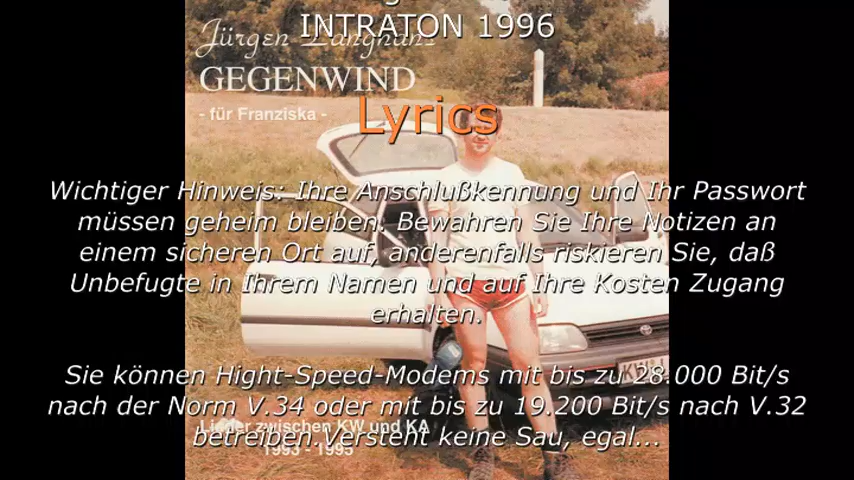 INTRATON 1996
Jürgen Langhans
GEGENWIND
- für Franziska -
Lyrics
Wichtiger Hinweis: Ihre Anschlußkennung und Ihr Passwort
müssen geheim bleiben. Bewahren Sie Ihre Notizen an
einem sicheren Ort auf, anderenfalls riskieren Sie, daß
Unbefugte in Ihrem Namen und auf Ihre Kosten Zugang
erhalten.
Sie können Hight-Speed-Modems mit bis zu 28.000 Bit/s
nach der Norm V.34 oder mit bis zu 19.200 Bit/s nach V.32
betreiben.Versteht keine Sau, egal...
Lieder zwischen KW und KA
1993 - 1995